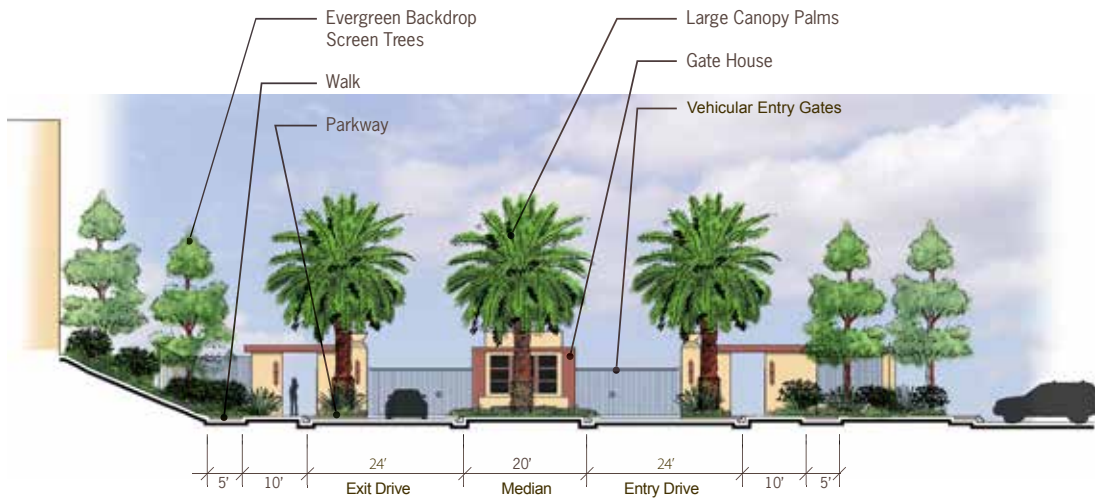 Evergreen Backdrop
Screen Trees
Walk
Parkway
Large Canopy Palms
Gate House
Vehicular Entry Gates
5'
10'
24'
Exit Drive
20'
Median
24'
Entry Drive
10'
5'